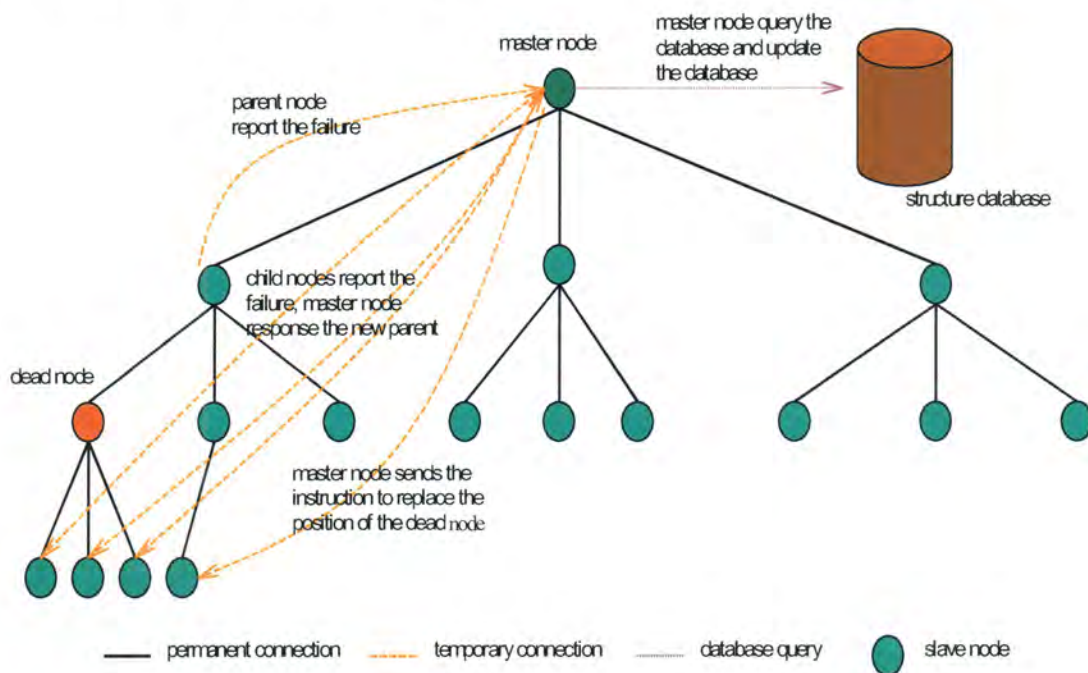 master node
master node query the
database and update
the database
parent node
report the failure
structure database
child nodes report the
failure, master node
response the new parent
dead node
master node sends the
instruction to replace the
position of the dead node
permanent connection
temporary connection
database query
slave node